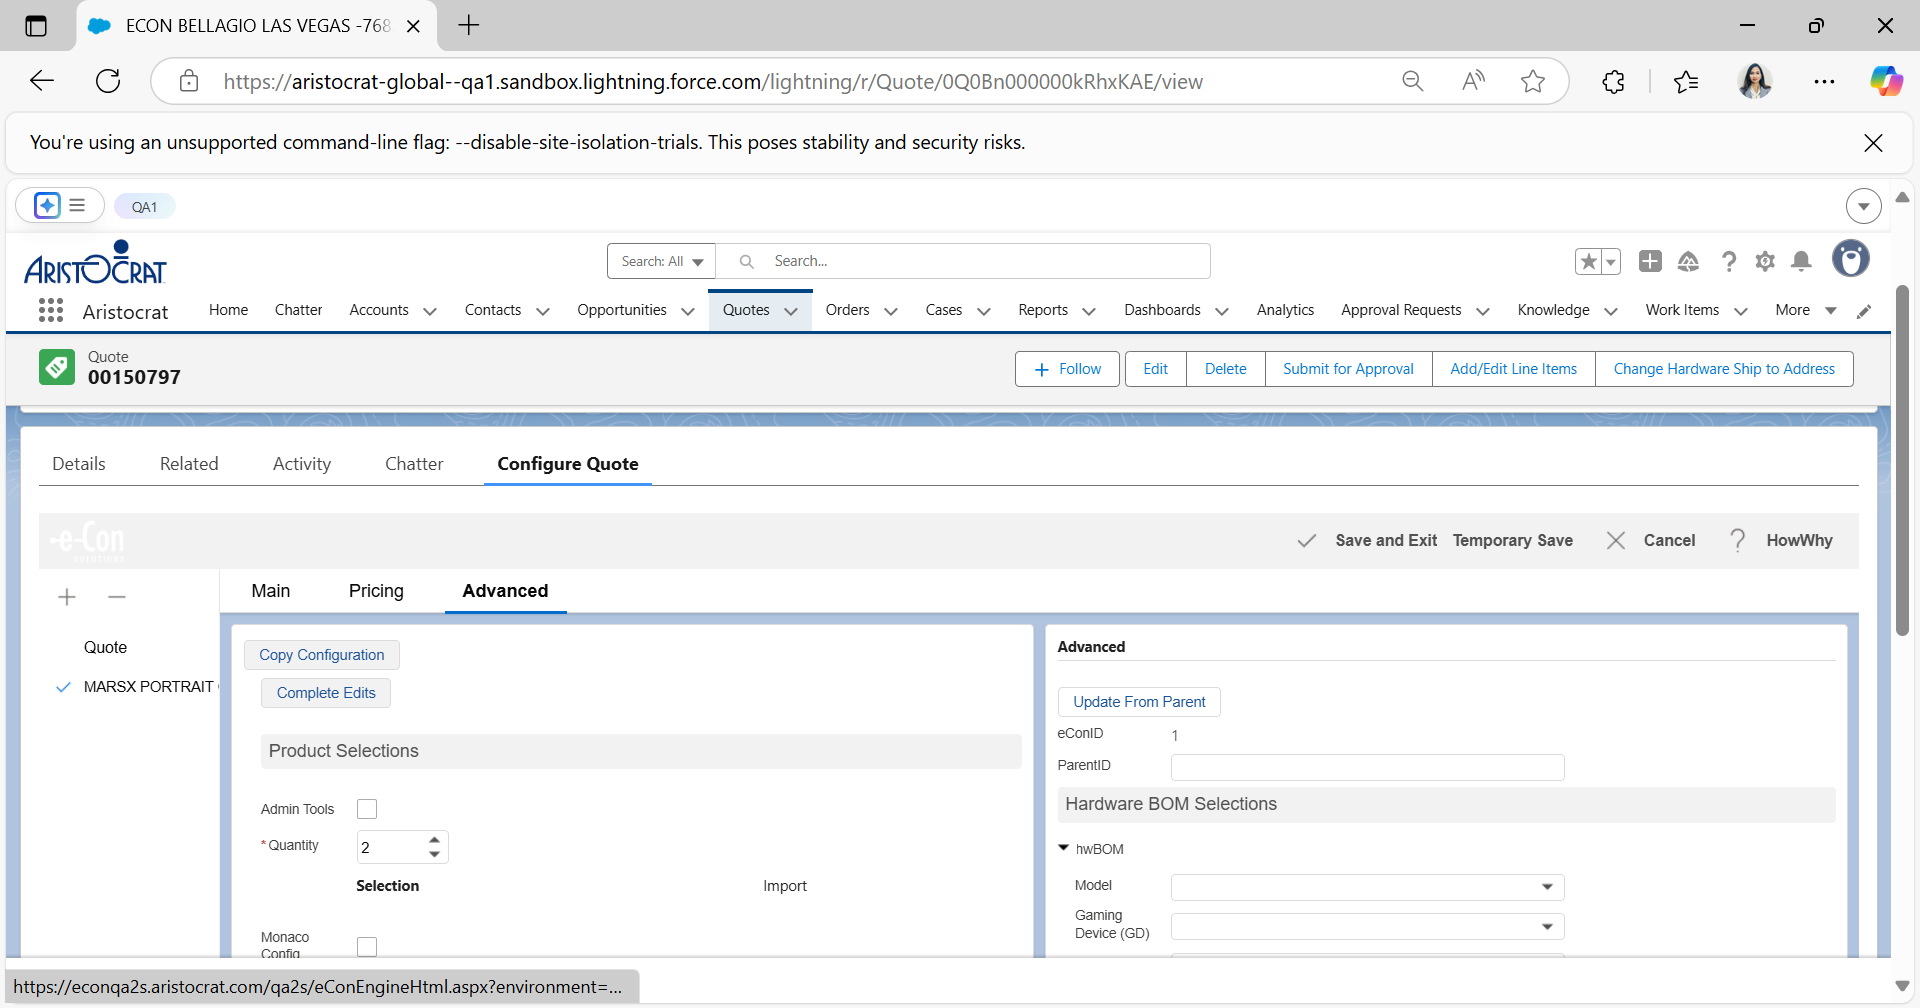 ECON BELLAGIO LAS VEGAS -768
https://aristocrat-global--qa1.sandbox.lightning.force.com/lightning/r/Quote/0Q0Bn000000kRhxKAE/view
You're using an unsupported command-line flag: --disable-site-isolation-trials. This poses stability and security risks.
QA1
ARISTOCRAT
Search: All
Search...
Aristocrat
Home Chatter Accounts Contacts Opportunities Quotes Orders Cases Reports Dashboards Analytics Approval Requests Knowledge Work Items More
Quote
00150797
Follow Edit Delete Submit for Approval Add/Edit Line Items Change Hardware Ship to Address
Details Related Activity Chatter Configure Quote
e-Con
SOLUTIONS
Save and Exit Temporary Save Cancel HowWhy
Main Pricing Advanced
Quote
MARSX PORTRAIT
Copy Configuration
Complete Edits
Product Selections
Admin Tools
*Quantity 2
Selection Import
Monaco
Config
Advanced
Update From Parent
eConID 1
ParentID
Hardware BOM Selections
hwBOM
Model
Gaming
Device (GD)
https://econqa2s.aristocrat.com/qa2s/eConEngineHtml.aspx?environment=...